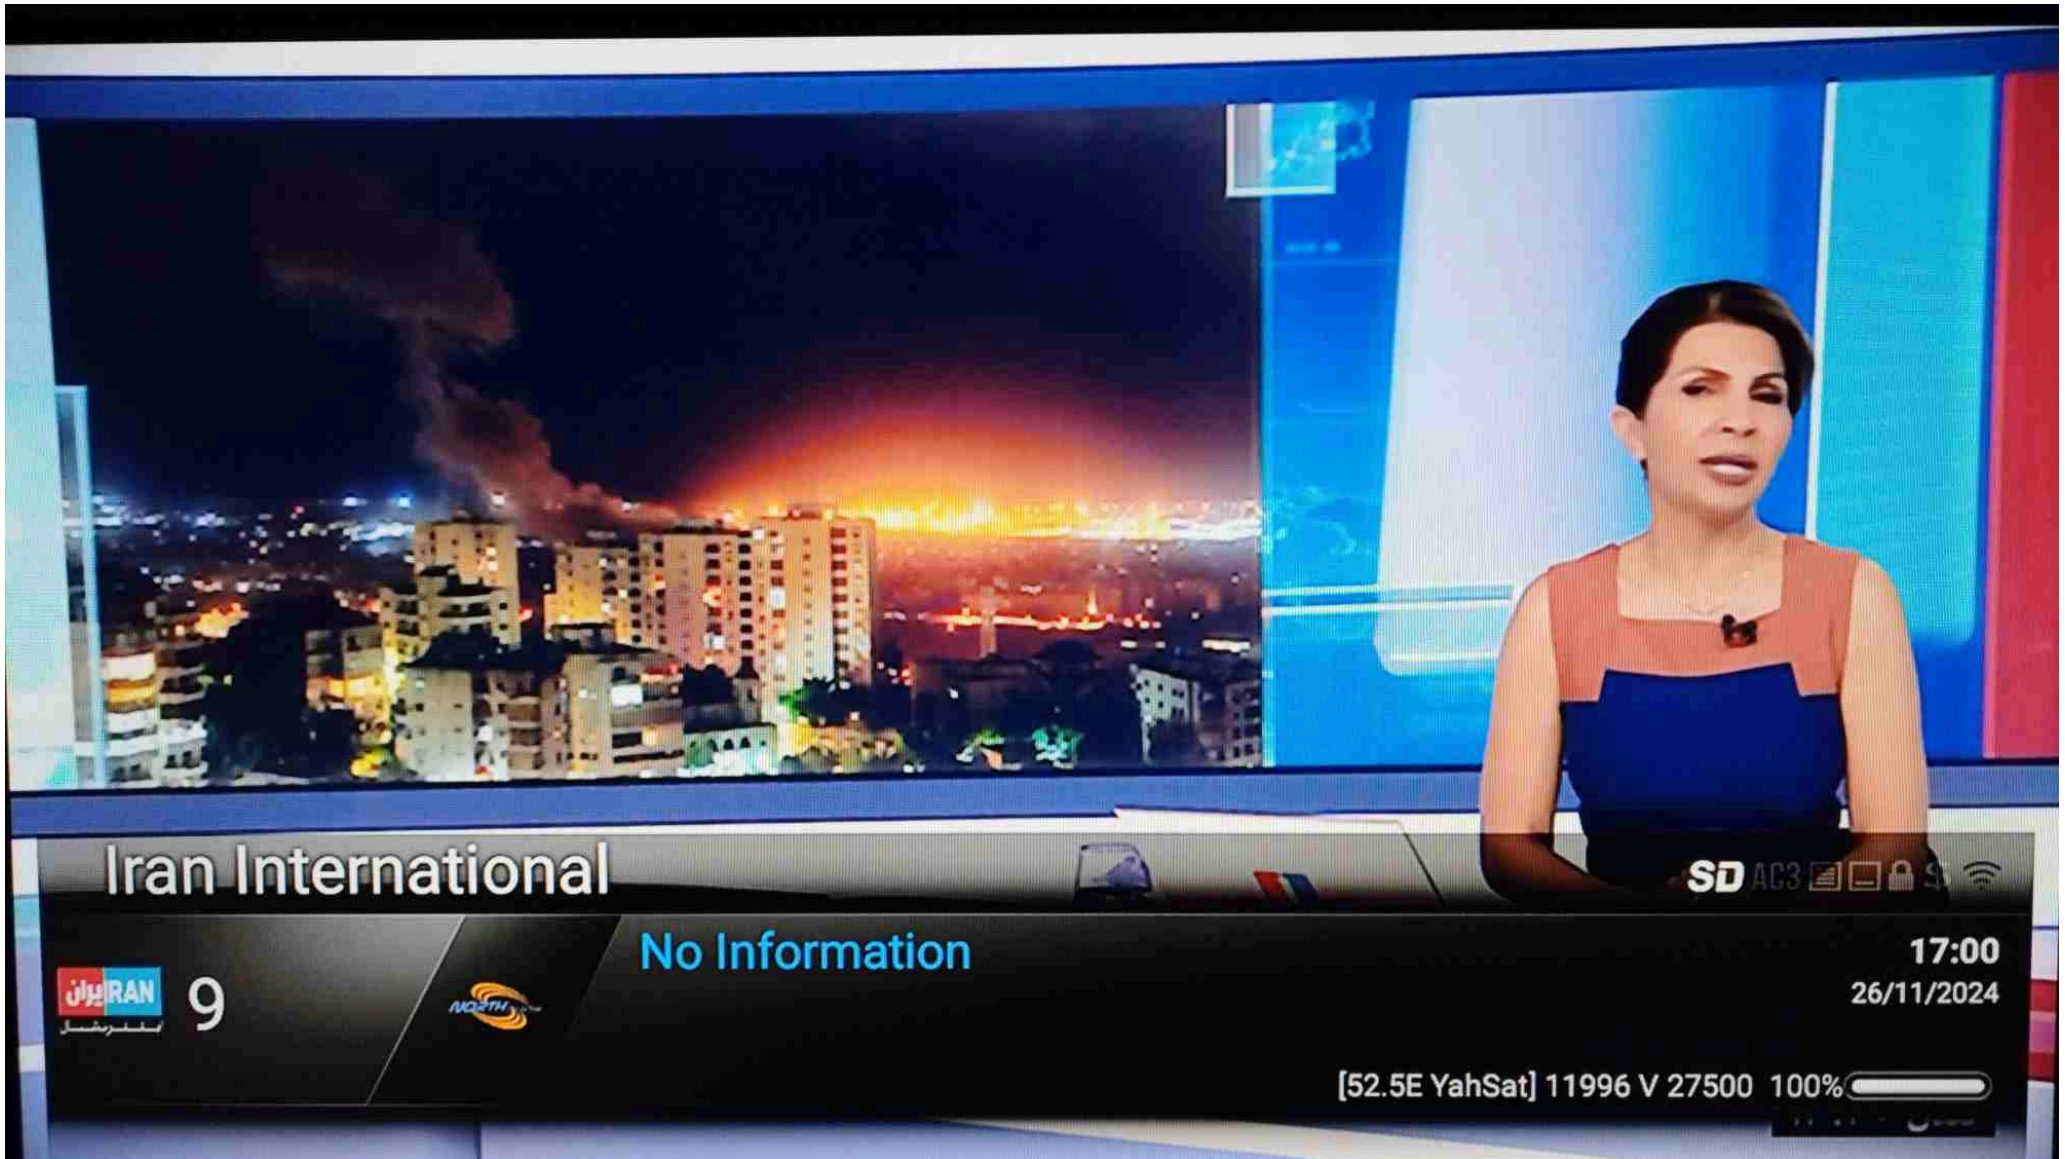 Iran International
SD AC3
No Information
17:00
ایران IRAN
9
NORTH
26/11/2024
اینترنشنال
[52.5E YahSat] 11996 V 27500 100%